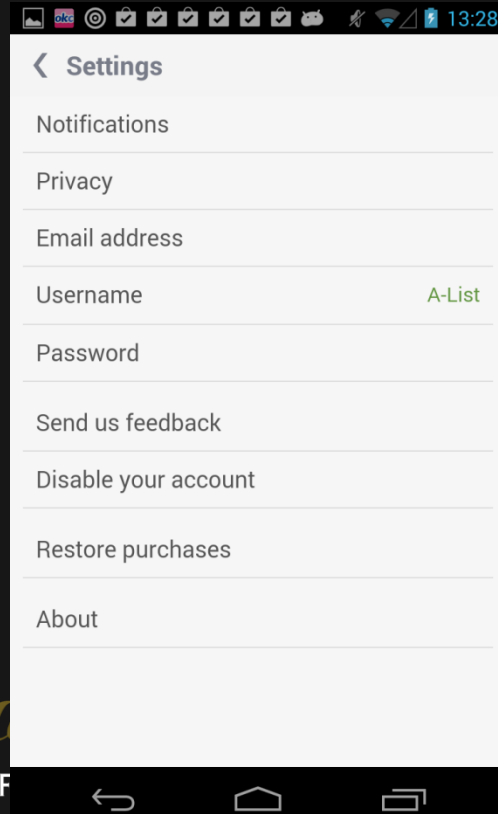 okc 13:28
Settings
Notifications
Privacy
Email address
Username A-List
Password
Send us feedback
Disable your account
Restore purchases
About
F